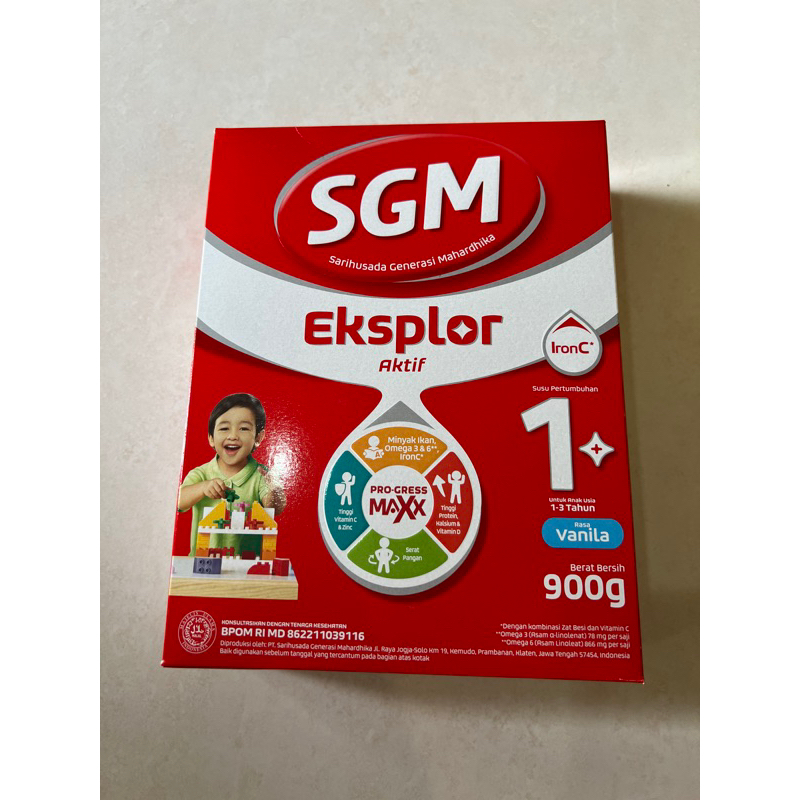 SGM
Sarihusada Generasi Mahardhika
Eksplor
Aktif
IronC*
Susu Pertumbuhan
1+
Untuk Anak Usia
1-3 Tahun
Rasa
Vanila
Berat Bersih
900g
Minyak Ikan,
Omega 3 & 6**,
IronC*
Tinggi
Vitamin C
& Zinc
PRO-GRESS
MAXX
Tinggi
Protein,
Kalsium &
Vitamin D
Serat
Pangan
KONSULTASIKAN DENGAN TENAGA KESEHATAN
BPOM RI MD 862211039116
Diproduksi oleh: PT. Sarihusada Generasi Mahardhika Jl. Raya Jogja-Solo Km 19, Kemudo, Prambanan, Klaten, Jawa Tengah 57454, Indonesia
Baik digunakan sebelum tanggal yang tercantum pada bagian atas kotak
*Dengan kombinasi Zat Besi dan Vitamin C
**Omega 3 (Asam α-linolenat) 78 mg per saji
**Omega 6 (Asam Linoleat) 866 mg per saji